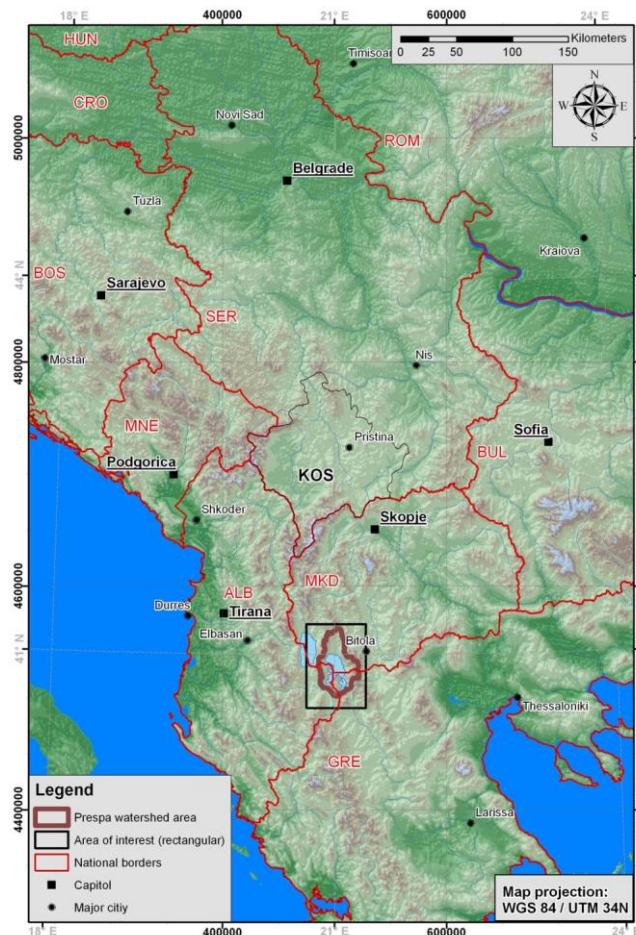 18° E
400000
21° E
600000
24° E
HUN
CRO
Timisoar
Kilometers
0 25 50 100 150
N
W E
S
5000000
Novi Sad
ROM
Belgrade
Tuzla
Kraiova
BOS
44° N
Sarajevo
SER
Mostar
4800000
Nis
MNE
Pristina
Sofia
KOS
BUL
Podgorica
Shkoder
Skopje
4600000
ALB
MKD
Durres
Tirana
Elbasan
Bitola
41° N
Thessaloniki
GRE
Legend
Prespa watershed area
Area of interest (rectangular)
National borders
Capitol
Major citiy
4400000
Larissa
Map projection:
WGS 84 / UTM 34N
18° E
400000
21° E
600000
24° E